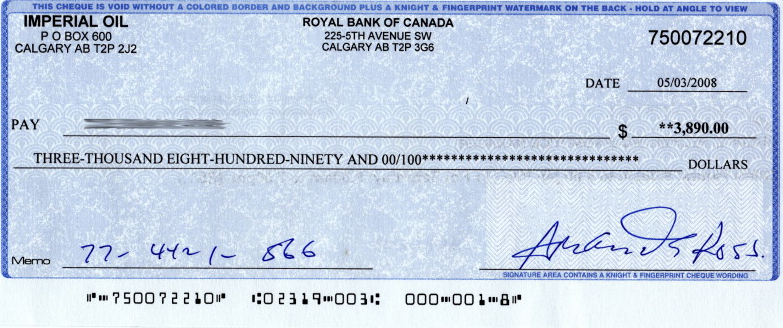 THIS CHEQUE IS VOID WITHOUT A COLORED BORDER AND BACKGROUND PLUS A KNIGHT & FINGERPRINT WATERMARK ON THE BACK - HOLD AT ANGLE TO VIEW
IMPERIAL OIL
P O BOX 600
CALGARY AB T2P 2J2
ROYAL BANK OF CANADA
225-5TH AVENUE SW
CALGARY AB T2P 3G6
750072210
DATE 05/03/2008
PAY $ **3,890.00
THREE-THOUSAND EIGHT-HUNDRED-NINETY AND 00/100****************************** DOLLARS
Memo 77- 442 1- 566
Ross.
SIGNATURE AREA CONTAINS A KNIGHT & FINGERPRINT CHEQUE WORDING
⑈750072210⑈ ⑆02319⑉003⑆ 000⑉001⑉8⑈